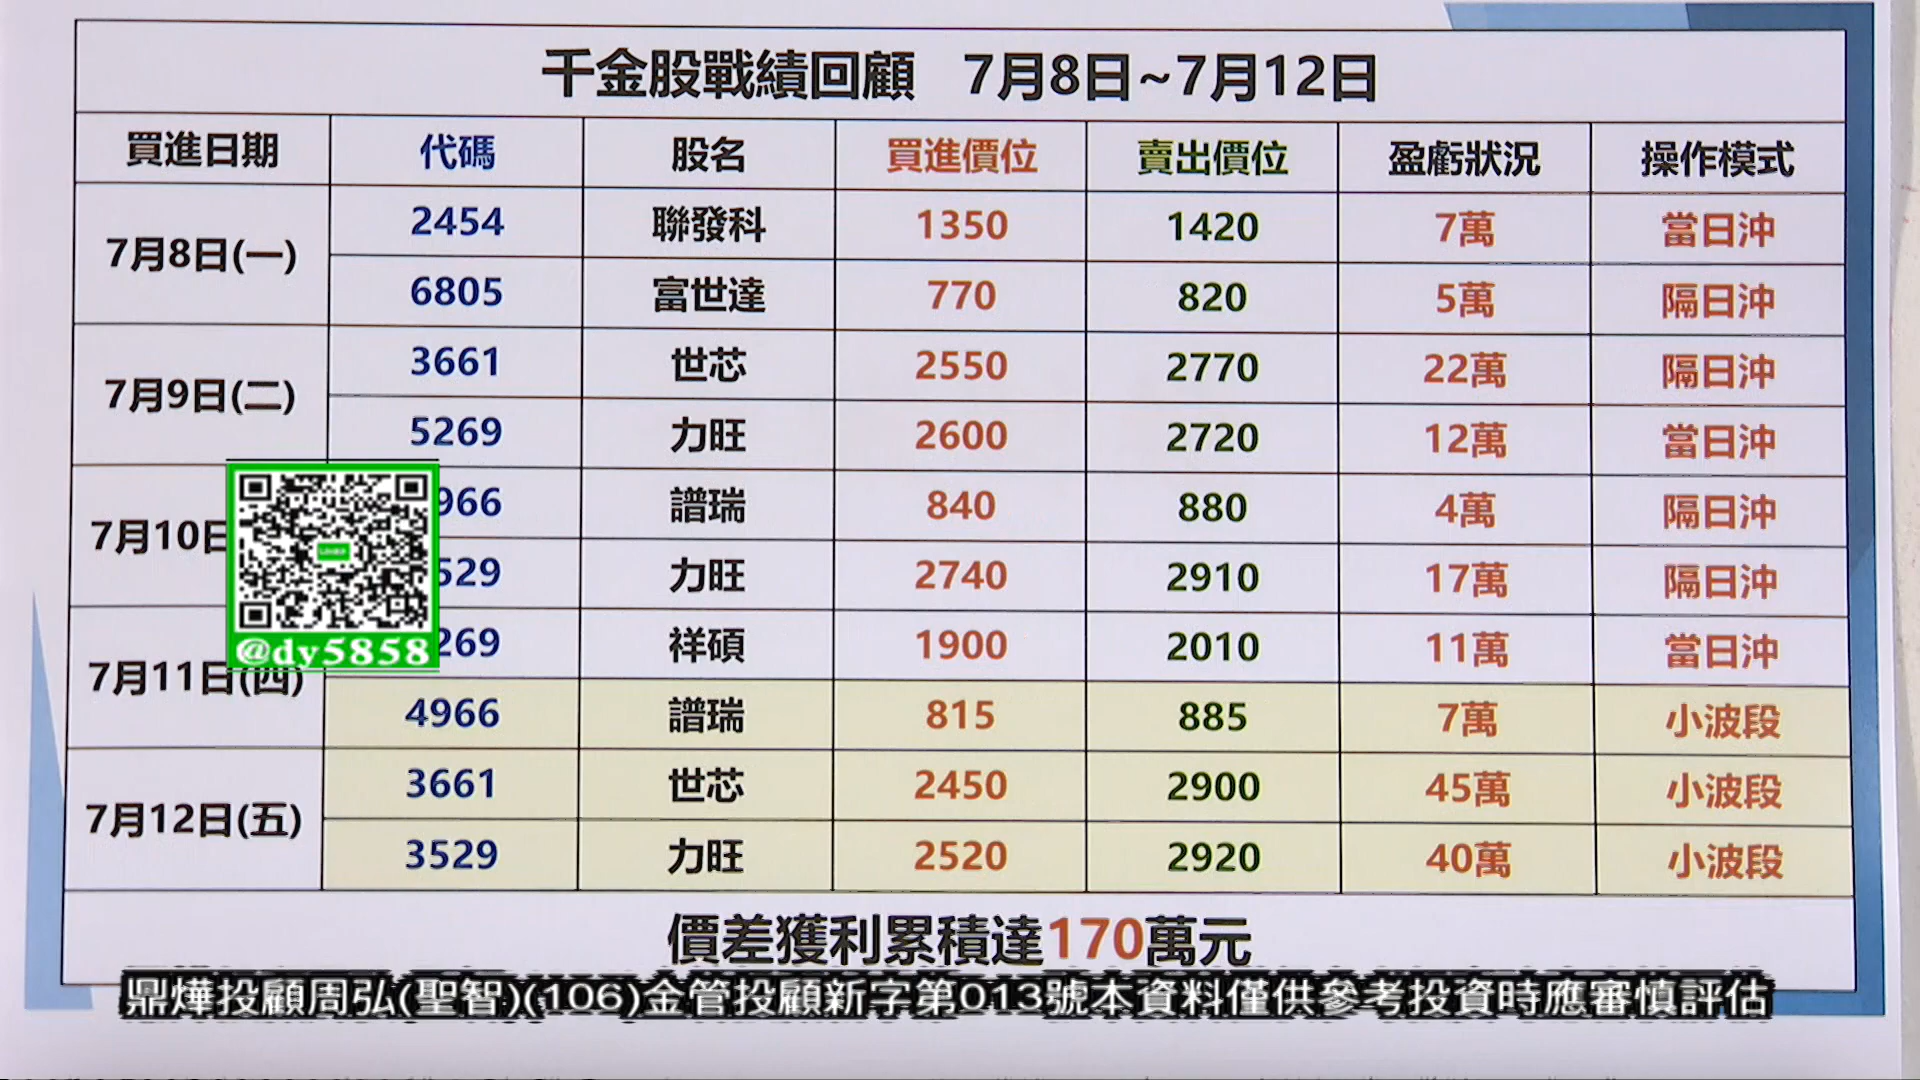 千金股戰績回顧 7月8日~7月12日
買進日期 代碼 股名 買進價位 賣出價位 盈虧狀況 操作模式
7月8日(一)
2454 聯發科 1350 1420 7萬 當日沖
6805 富世達 770 820 5萬 隔日沖
7月9日(二)
3661 世芯 2550 2770 22萬 隔日沖
5269 力旺 2600 2720 12萬 當日沖
7月10日
966 譜瑞 840 880 4萬 隔日沖
529 力旺 2740 2910 17萬 隔日沖
7月11日(四)
269 祥碩 1900 2010 11萬 當日沖
4966 譜瑞 815 885 7萬 小波段
7月12日(五)
3661 世芯 2450 2900 45萬 小波段
3529 力旺 2520 2920 40萬 小波段
@dy5858
價差獲利累積達170萬元
鼎燁投顧周弘(聖智)(106)金管投顧新字第013號本資料僅供參考投資時應審慎評估